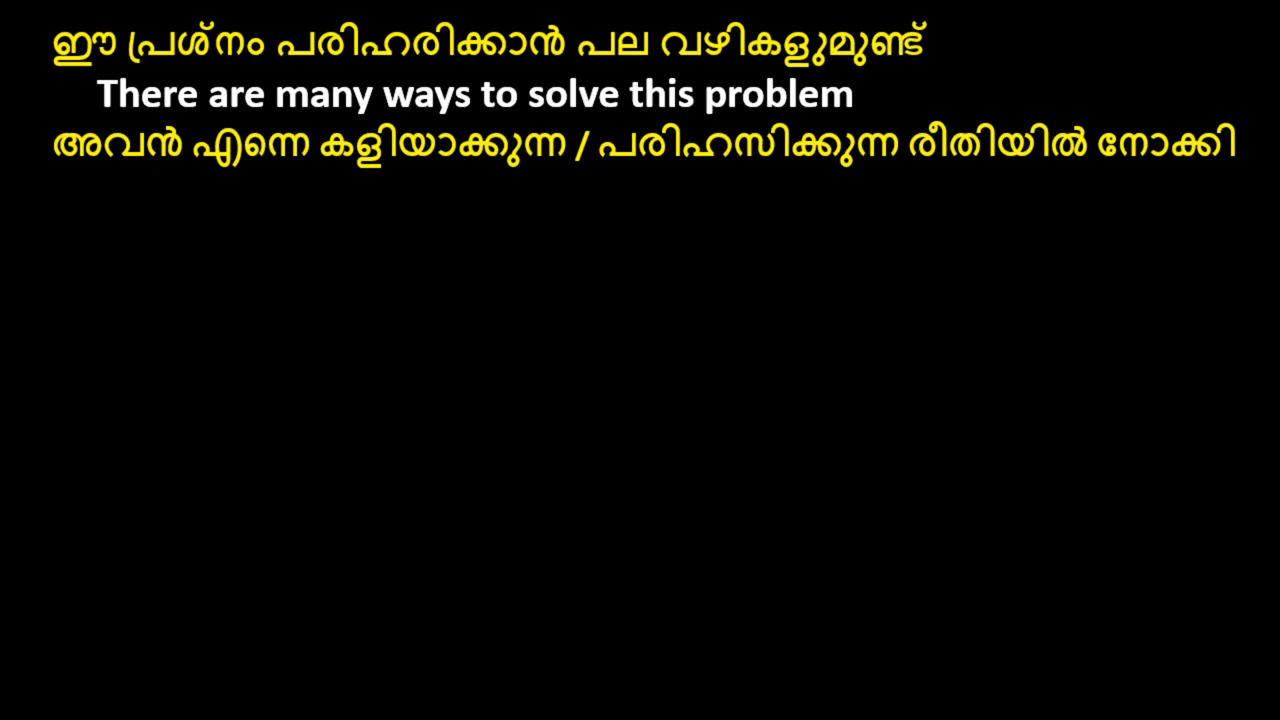 ഈ പ്രശ്നം പരിഹരിക്കാൻ പല വഴികളുമുണ്ട്
There are many ways to solve this problem
അവൻ എന്നെ കളിയാക്കുന്ന / പരിഹസിക്കുന്ന രീതിയിൽ നോക്കി